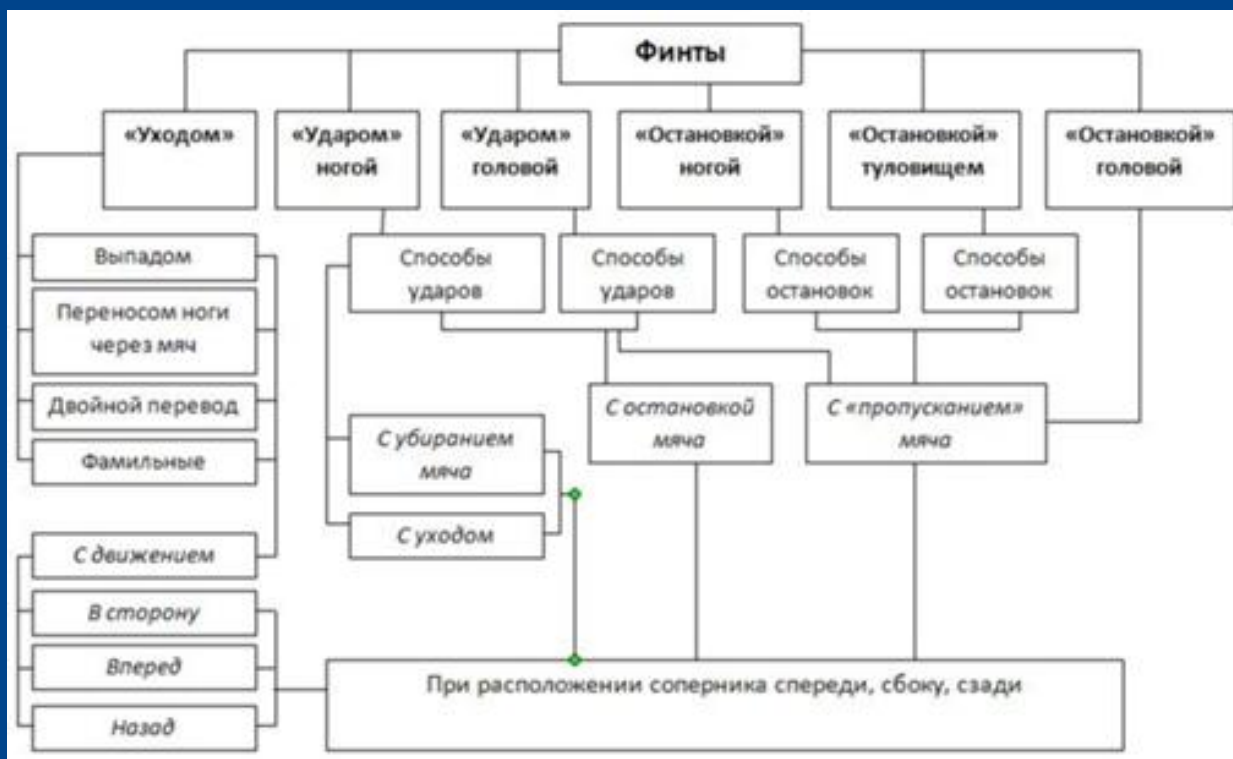 Финты
«Уходом»
«Ударом»
ногой
«Ударом»
головой
«Остановкой»
ногой
«Остановкой»
туловищем
«Остановкой»
головой
Выпадом
Переносом ноги
через мяч
Двойной перевод
Фамильные
Способы
ударов
Способы
ударов
Способы
остановок
Способы
остановок
С остановкой
мяча
С «пропусканием»
мяча
С убиранием
мяча
С уходом
С движением
В сторону
Вперед
Назад
При расположении соперника спереди, сбоку, сзади